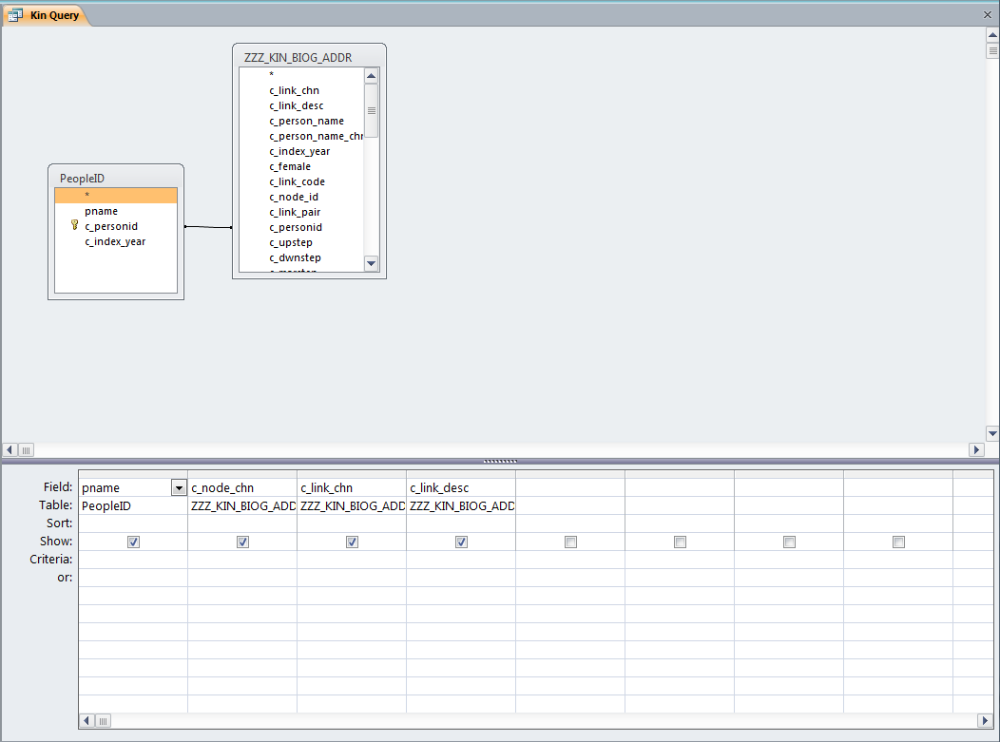 Kin Query
ZZZ_KIN_BIOG_ADDR
*
c_link_chn
c_link_desc
c_person_name
c_person_name_chn
c_index_year
c_female
c_link_code
c_node_id
c_link_pair
c_personid
c_upstep
c_dwnstep
PeopleID
*
pname
c_personid
c_index_year
Field: pname c_node_chn c_link_chn c_link_desc
Table: PeopleID ZZZ_KIN_BIOG_ADD ZZZ_KIN_BIOG_ADD ZZZ_KIN_BIOG_ADD
Sort:
Show:
Criteria:
or: